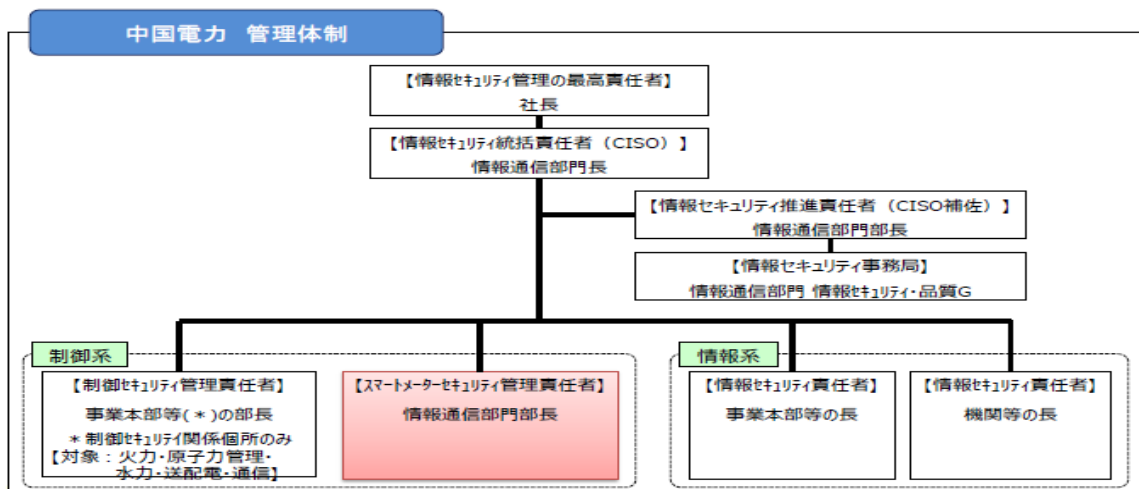 中国電力 管理体制
【情報ｾｷｭﾘﾃｨ管理の最高責任者】
社長
【情報ｾｷｭﾘﾃｨ統括責任者（CISO）】
情報通信部門長
【情報セキュリティ推進責任者（CISO補佐）】
情報通信部門部長
【情報セキュリティ事務局】
情報通信部門 情報ｾｷｭﾘﾃｨ・品質G
制御系
【制御ｾｷｭﾘﾃｨ管理責任者】
事業本部等(＊)の部長
＊制御ｾｷｭﾘﾃｲ関係個所のみ
【対象：火力・原子力管理・
水力・送配電・通信】
【ｽﾏｰﾄﾒｰﾀｰｾｷｭﾘﾃｨ管理責任者】
情報通信部門部長
情報系
【情報ｾｷｭﾘﾃｨ責任者】
事業本部等の長
【情報ｾｷｭﾘﾃｨ責任者】
機関等の長